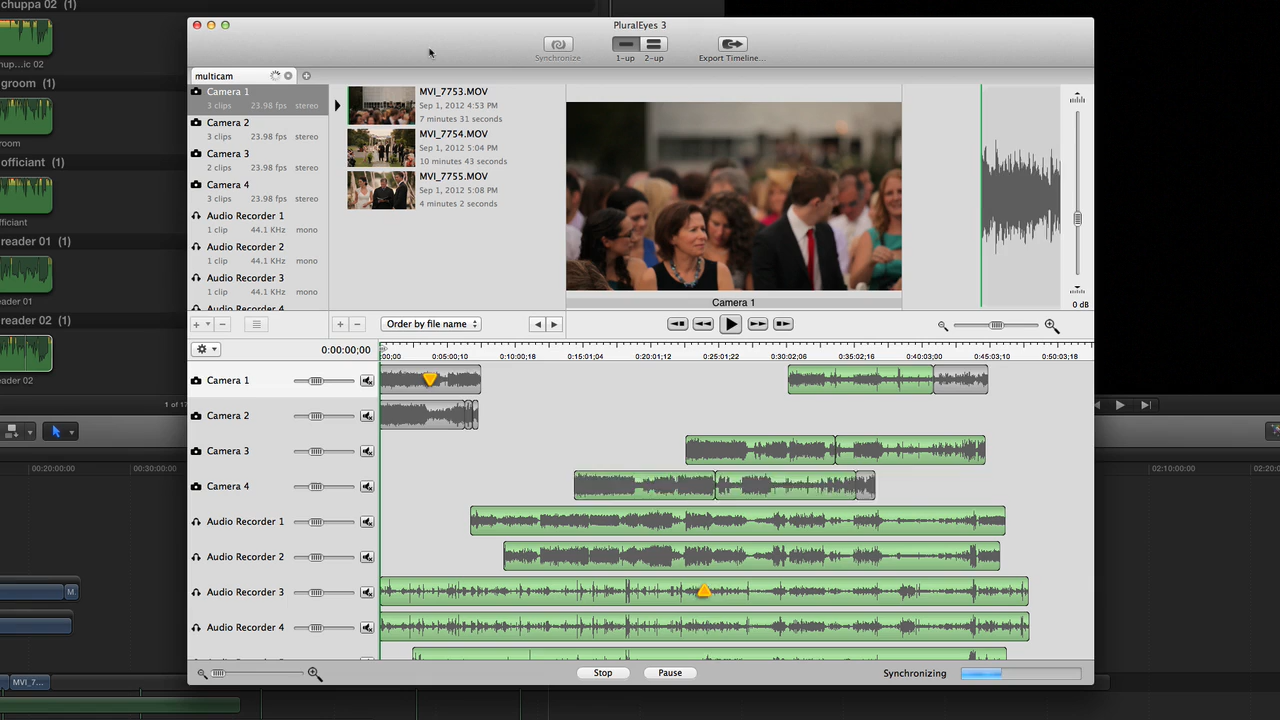 chuppa 02 (1)
hup...ic 02
groom (1)
room
officiant (1)
fficiant
reader 01 (1)
eader 01
reader 02 (1)
eader 02
PluralEyes 3
Synchronize
1-up
2-up
Export Timeline...
multicam
Camera 1
3 clips 23.98 fps stereo
Camera 2
3 clips 23.98 fps stereo
Camera 3
2 clips 23.98 fps stereo
Camera 4
3 clips 23.98 fps stereo
Audio Recorder 1
1 clip 44.1 KHz mono
Audio Recorder 2
1 clip 44.1 KHz mono
Audio Recorder 3
1 clip 44.1 KHz mono
Audio Recorder 4
MVI_7753.MOV
Sep 1, 2012 4:53 PM
7 minutes 31 seconds
MVI_7754.MOV
Sep 1, 2012 5:04 PM
10 minutes 43 seconds
MVI_7755.MOV
Sep 1, 2012 5:08 PM
4 minutes 2 seconds
Camera 1
0 dB
Order by file name
0:00:00;00
00;00 0:05:00;10 0:10:00;18 0:15:01;04 0:20:01;12 0:25:01;22 0:30:02;06 0:35:02;16 0:40:03;00 0:45:03;10 0:50:03;18
Camera 1
Camera 2
Camera 3
Camera 4
Audio Recorder 1
Audio Recorder 2
Audio Recorder 3
Audio Recorder 4
Stop
Pause
Synchronizing
1 of 17
00:20:00:00
00:30:00:00
02:10:00:00
02:20:0
M
MVI_7...